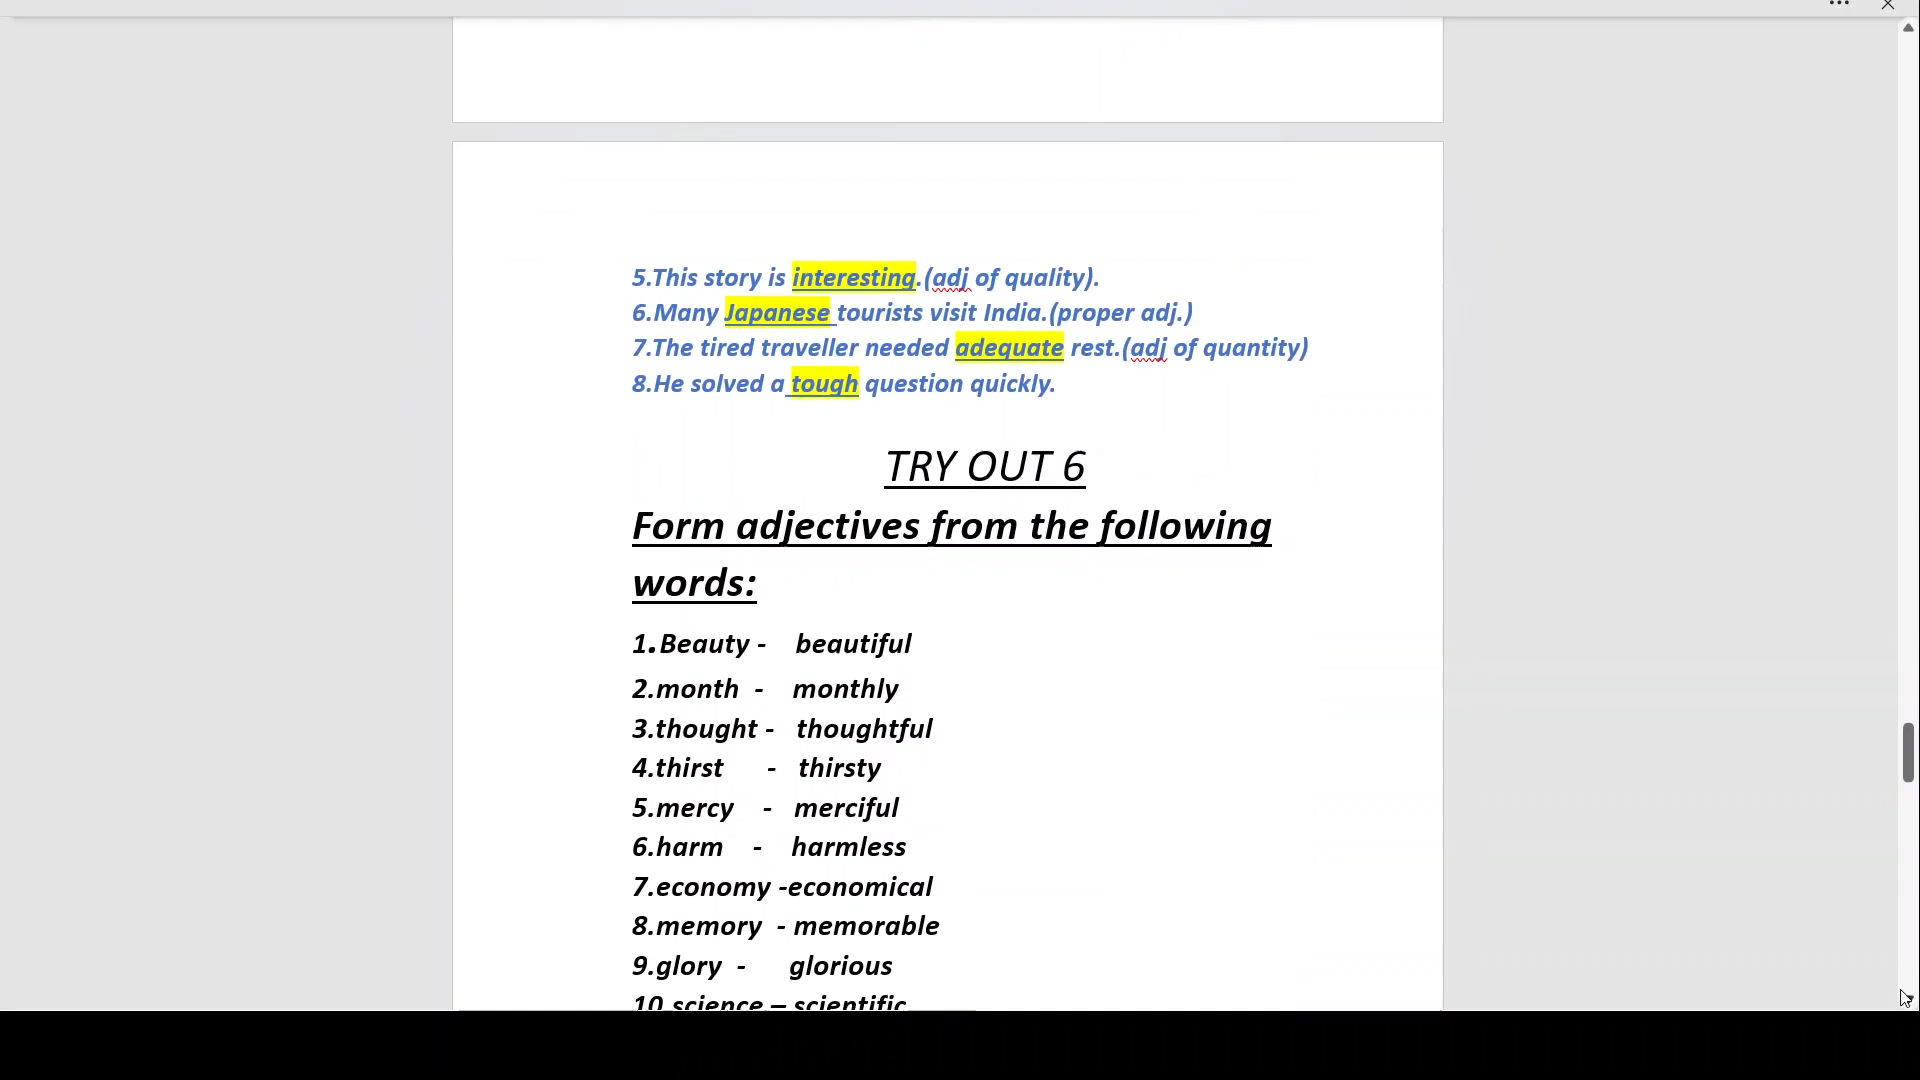 5.This story is interesting.(adj of quality).
6.Many Japanese tourists visit India.(proper adj.)
7.The tired traveller needed adequate rest.(adj of quantity)
8.He solved a tough question quickly.
TRY OUT 6
Form adjectives from the following
words:
1.Beauty - beautiful
2.month - monthly
3.thought - thoughtful
4.thirst - thirsty
5.mercy - merciful
6.harm - harmless
7.economy -economical
8.memory - memorable
9.glory - glorious
10.science – scientific